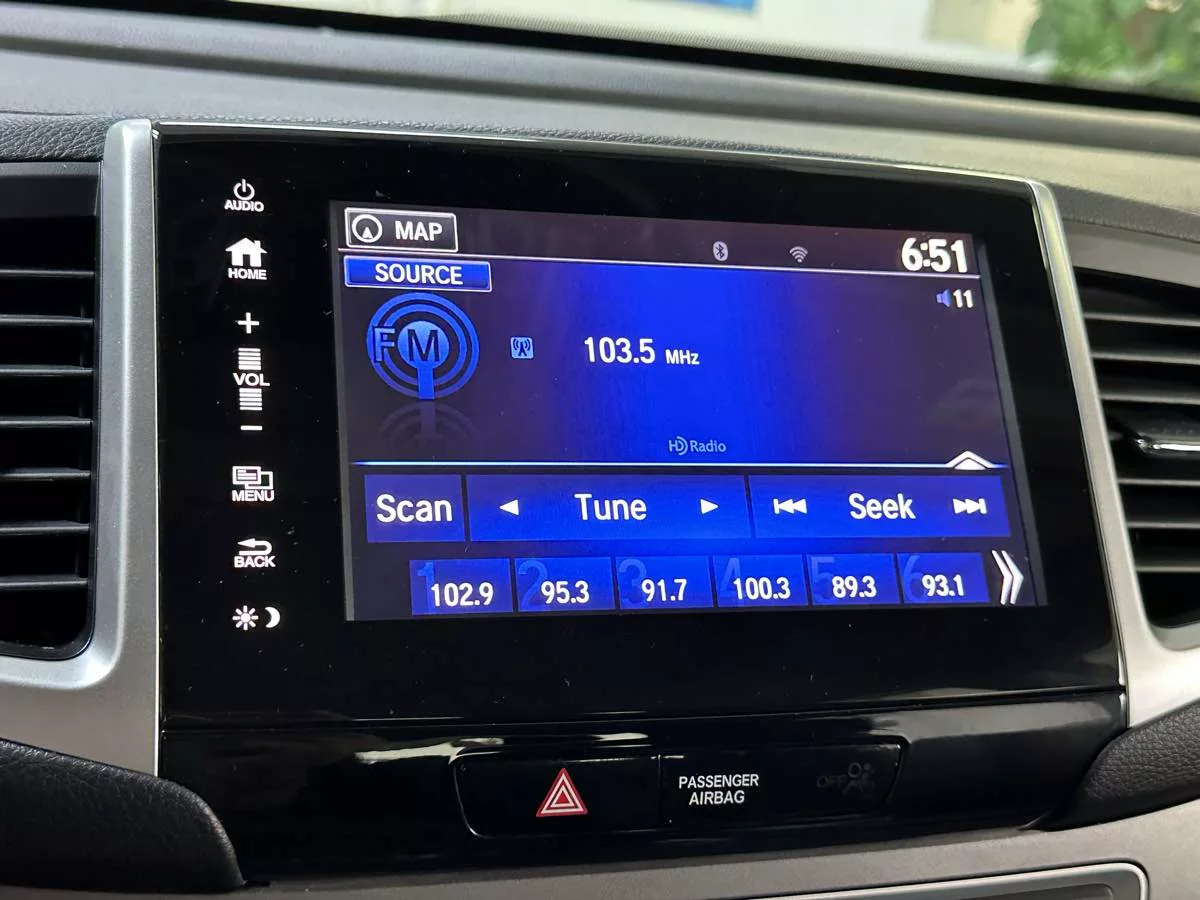 AUDIO
HOME
+
VOL
−
MENU
BACK
MAP
6:51
SOURCE
11
FM
103.5 MHz
HD Radio
Scan
Tune
Seek
1 102.9
2 95.3
3 91.7
4 100.3
5 89.3
6 93.1
PASSENGER
AIRBAG
OFF